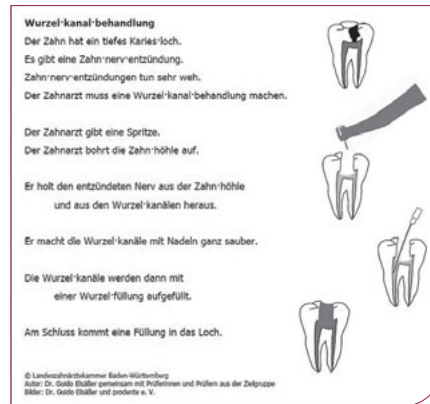 Wurzel·kanal·behandlung
Der Zahn hat ein tiefes Karies·loch.
Es gibt eine Zahn·nerv·entzündung.
Zahn·nerv·entzündungen tun sehr weh.
Der Zahnarzt muss eine Wurzel·kanal·behandlung machen.
Der Zahnarzt gibt eine Spritze.
Der Zahnarzt bohrt die Zahn·höhle auf.
Er holt den entzündeten Nerv aus der Zahn·höhle
und aus den Wurzel·kanälen heraus.
Er macht die Wurzel·kanäle mit Nadeln ganz sauber.
Die Wurzel·kanäle werden dann mit
einer Wurzel·füllung aufgefüllt.
Am Schluss kommt eine Füllung in das Loch.
© Landeszahnärztekammer Baden-Württemberg
Autor: Dr. Guido Elsäßer gemeinsam mit Prüferinnen und Prüfern aus der Zielgruppe
Bilder: Dr. Guido Elsäßer und prodente e. V.